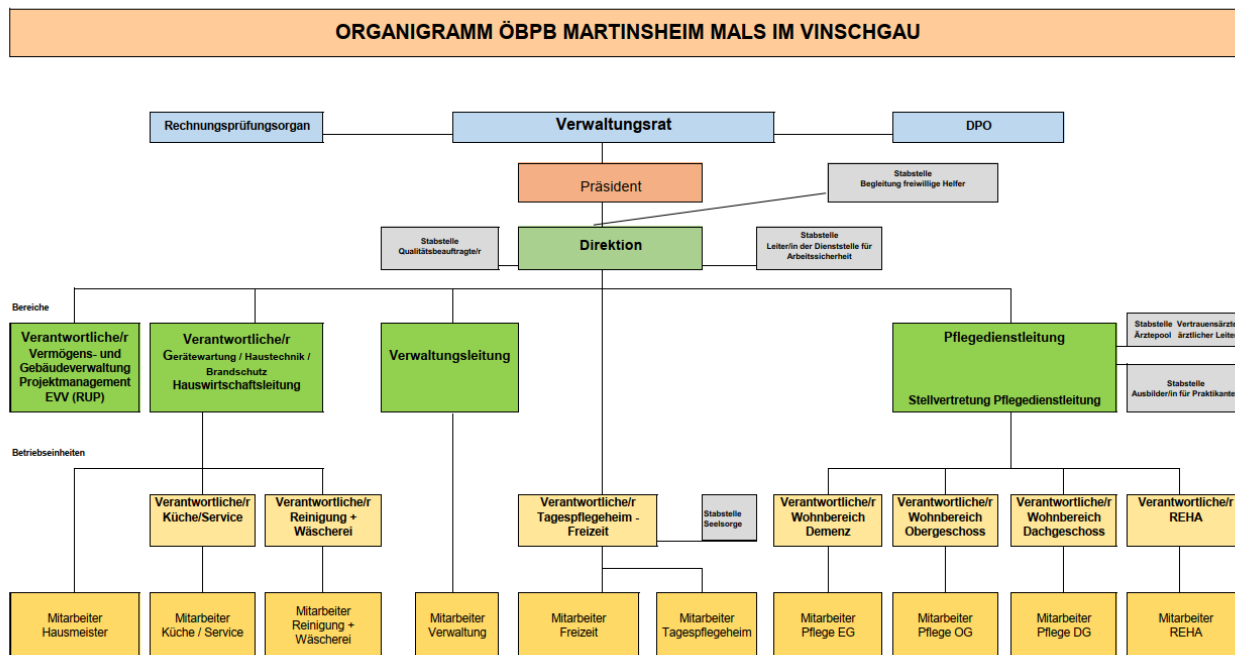 ORGANIGRAMM ÖBPB MARTINSHEIM MALS IM VINSCHGAU
Rechnungsprüfungsorgan
Verwaltungsrat
DPO
Präsident
Stabstelle
Begleitung freiwillige Helfer
Stabstelle
Qualitätsbeauftragte/r
Direktion
Stabstelle
Leiter/in der Dienststelle für
Arbeitssicherheit
Bereiche
Verantwortliche/r
Vermögens- und
Gebäudeverwaltung
Projektmanagement
EVV (RUP)
Verantwortliche/r
Gerätewartung / Haustechnik /
Brandschutz
Hauswirtschaftsleitung
Verwaltungsleitung
Pflegedienstleitung
Stellvertretung Pflegedienstleitung
Stabstelle Vertrauensärzte
Ärztepool ärztlicher Leiter
Stabstelle
Ausbilder/in für Praktikanten
Betriebseinheiten
Verantwortliche/r
Küche/Service
Verantwortliche/r
Reinigung +
Wäscherei
Verantwortliche/r
Tagespflegeheim -
Freizeit
Stabstelle
Seelsorge
Verantwortliche/r
Wohnbereich
Demenz
Verantwortliche/r
Wohnbereich
Obergeschoss
Verantwortliche/r
Wohnbereich
Dachgeschoss
Verantwortliche/r
REHA
Mitarbeiter
Hausmeister
Mitarbeiter
Küche / Service
Mitarbeiter
Reinigung +
Wäscherei
Mitarbeiter
Verwaltung
Mitarbeiter
Freizeit
Mitarbeiter
Tagespflegeheim
Mitarbeiter
Pflege EG
Mitarbeiter
Pflege OG
Mitarbeiter
Pflege DG
Mitarbeiter
REHA